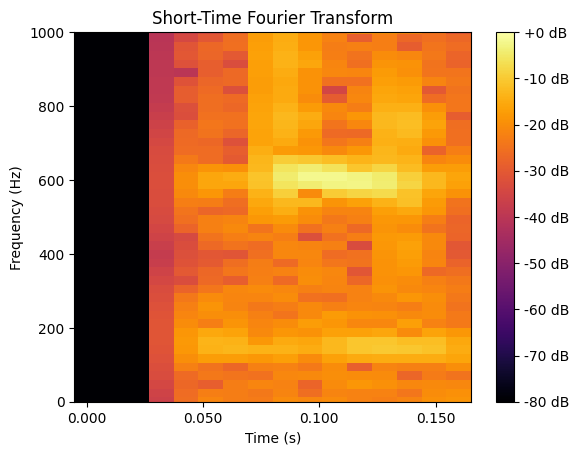 Short-Time Fourier Transform
1000
800
600
400
200
0
Frequency (Hz)
0.000
0.050
0.100
0.150
Time (s)
+0 dB
-10 dB
-20 dB
-30 dB
-40 dB
-50 dB
-60 dB
-70 dB
-80 dB